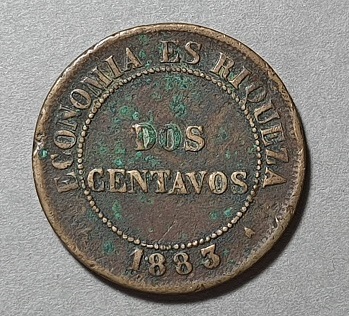 ECONOMIA ES RIQUEZA
DOS
CENTAVOS
1883